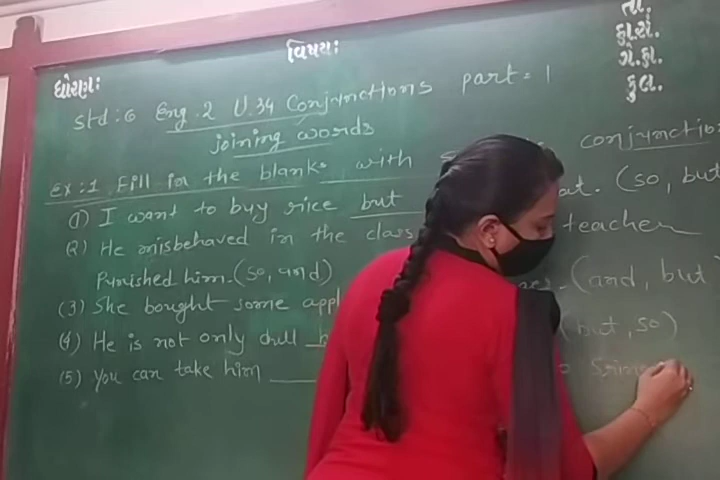 ધોરણઃ વિષયઃ તા.
કા.સં.
ગે.હા.
કુલ.
Std : 6 Eng. 2 U.34 Conjunctions part = 1
joining words
Ex:1 Fill in the blanks with conjunctio
(1) I want to buy rice but at. (so, but
(2) He misbehaved in the class teacher
Punished him. (so, and)
(3) She bought some appl (and, but)
(4) He is not only dull (but, so)
(5) You can take him